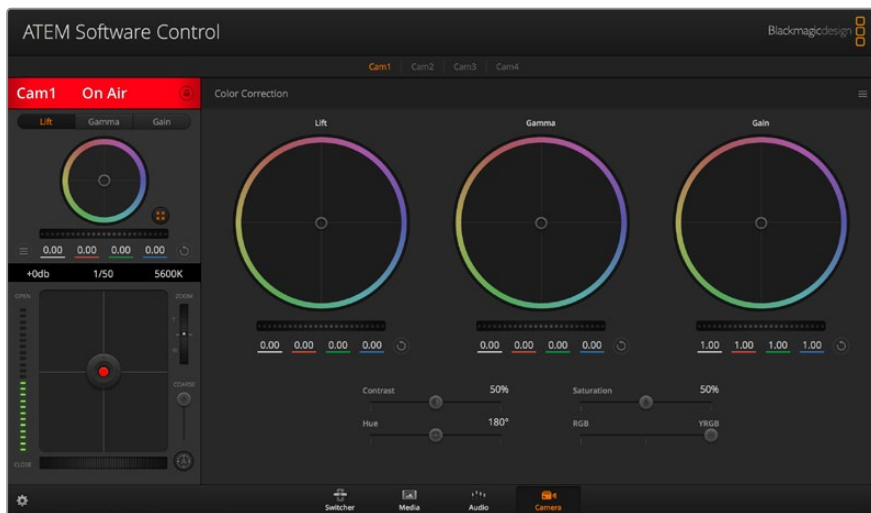 ATEM Software Control
Blackmagicdesign
Cam1 Cam2 Cam3 Cam4
Cam1 On Air
Color Correction
Lift Gamma Gain
0.00 0.00 0.00 0.00
+0db 1/50 5600K
OPEN
ZOOM
T
W
COARSE
CLOSE
Lift
Gamma
Gain
0.00 0.00 0.00 0.00
0.00 0.00 0.00 0.00
1.00 1.00 1.00 1.00
Contrast 50%
Saturation 50%
Hue 180°
RGB YRGB
Switcher
Media
Audio
Camera